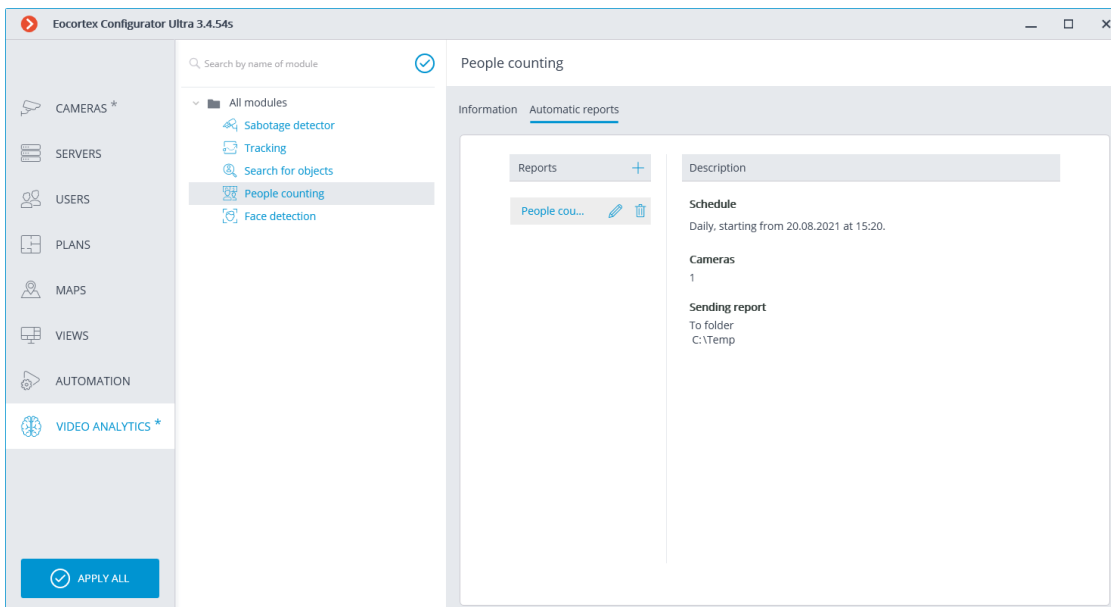 Eocortex Configurator Ultra 3.4.54s
CAMERAS *
SERVERS
USERS
PLANS
MAPS
VIEWS
AUTOMATION
VIDEO ANALYTICS *
APPLY ALL
Search by name of module
All modules
Sabotage detector
Tracking
Search for objects
People counting
Face detection
People counting
Information Automatic reports
Reports
People cou...
Description
Schedule
Daily, starting from 20.08.2021 at 15:20.
Cameras
1
Sending report
To folder
C:\Temp